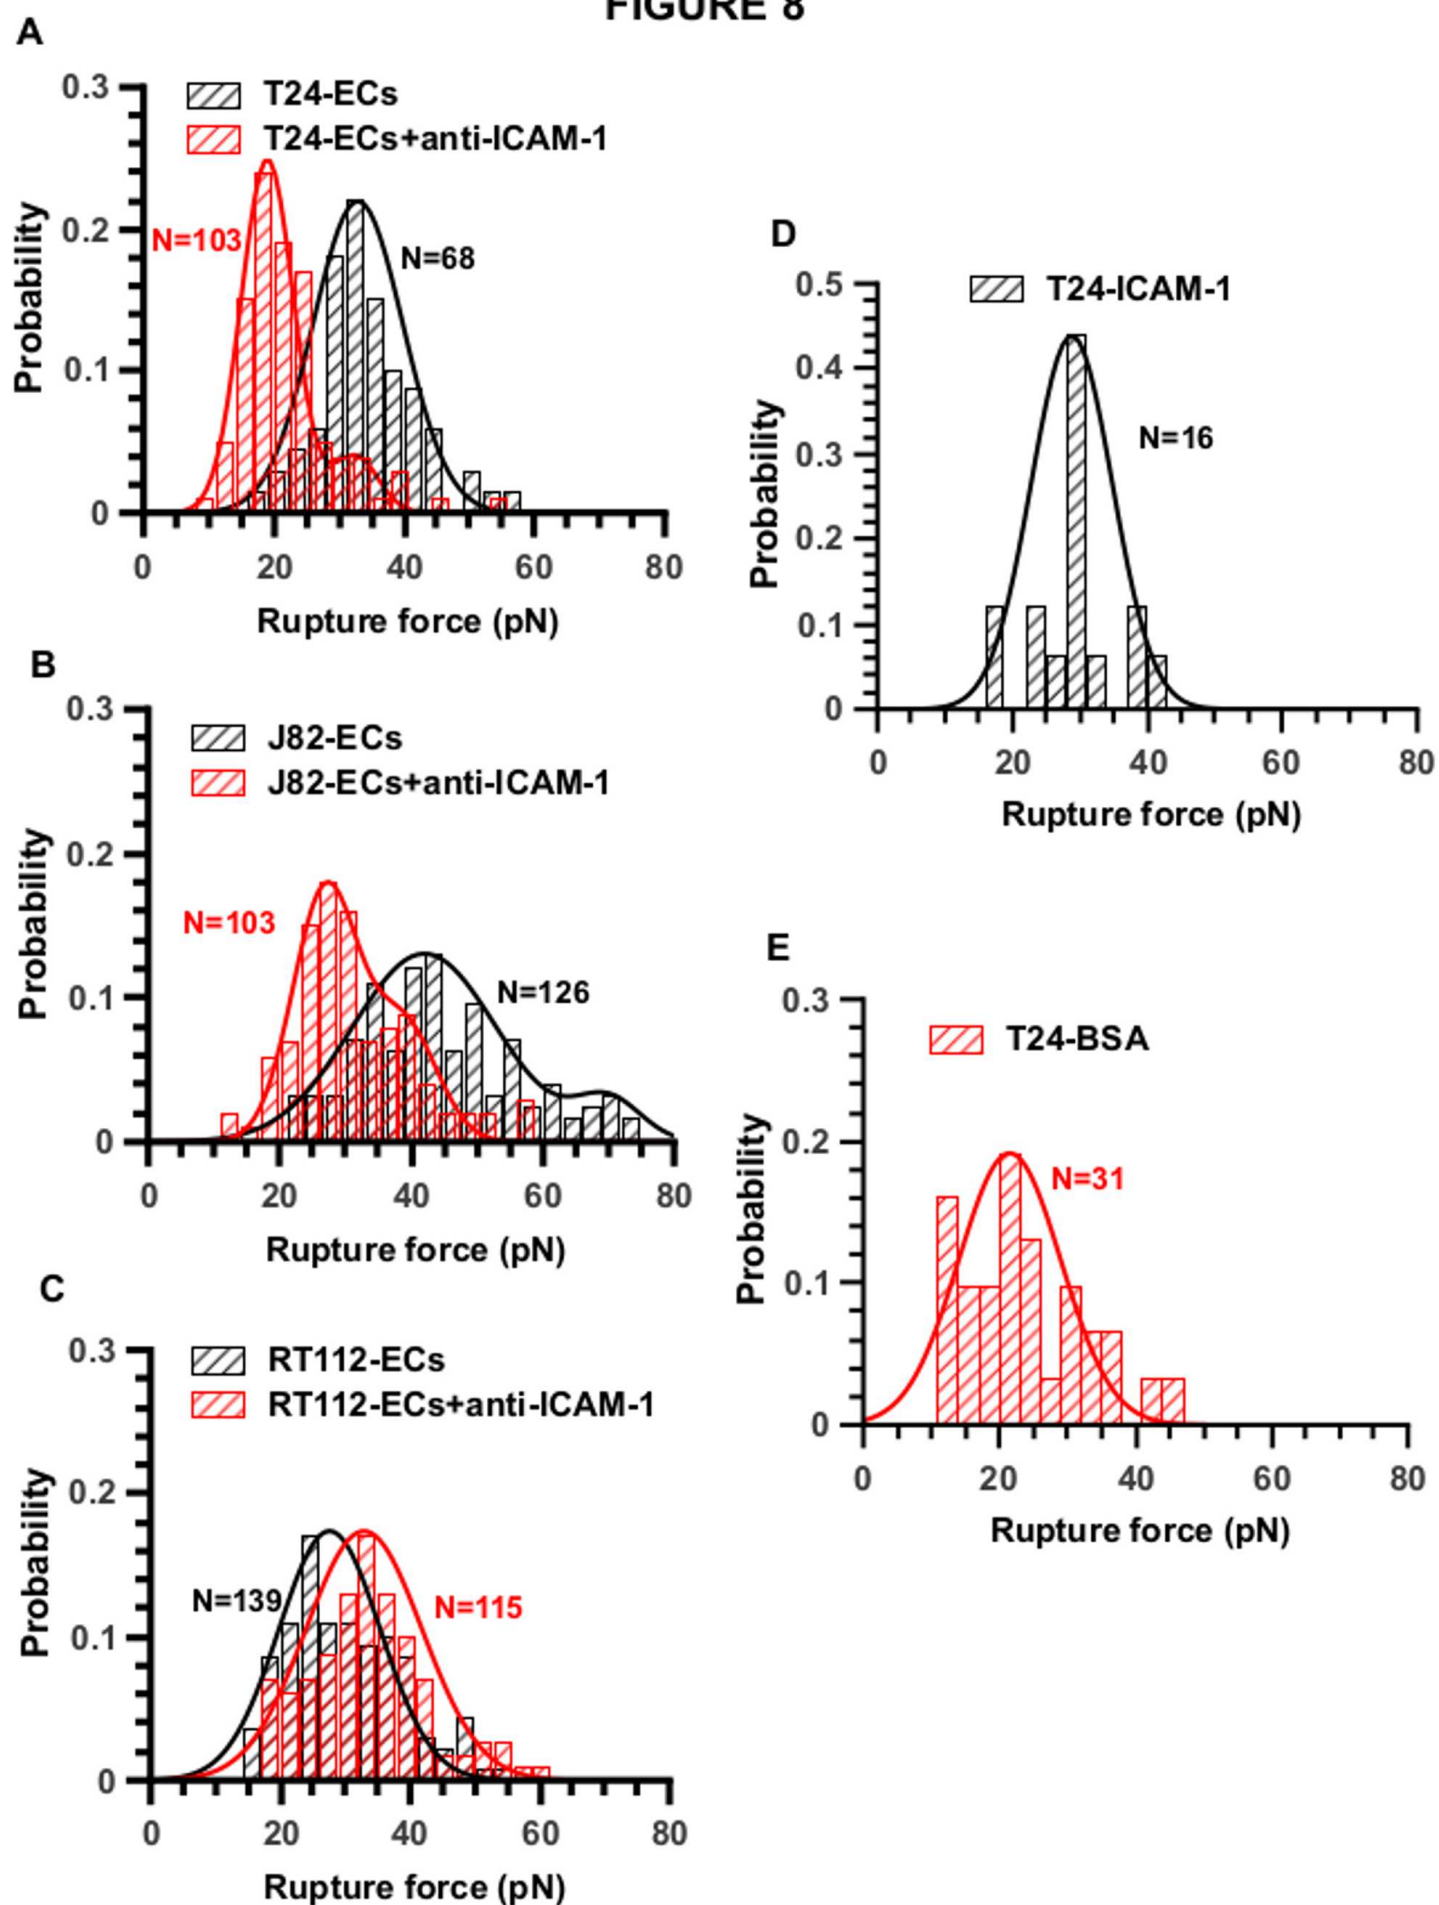 FIGURE 8
A
0.3
T24-ECs
T24-ECs+anti-ICAM-1
0.2
N=103
N=68
0.1
0
Probability
0 20 40 60 80
Rupture force (pN)
B
0.3
J82-ECs
J82-ECs+anti-ICAM-1
0.2
N=103
N=126
0.1
0
Probability
0 20 40 60 80
Rupture force (pN)
C
0.3
RT112-ECs
RT112-ECs+anti-ICAM-1
0.2
N=139
N=115
0.1
0
Probability
0 20 40 60 80
Rupture force (pN)
D
0.5
T24-ICAM-1
0.4
N=16
0.3
0.2
0.1
0
Probability
0 20 40 60 80
Rupture force (pN)
E
0.3
T24-BSA
0.2
N=31
0.1
0
Probability
0 20 40 60 80
Rupture force (pN)